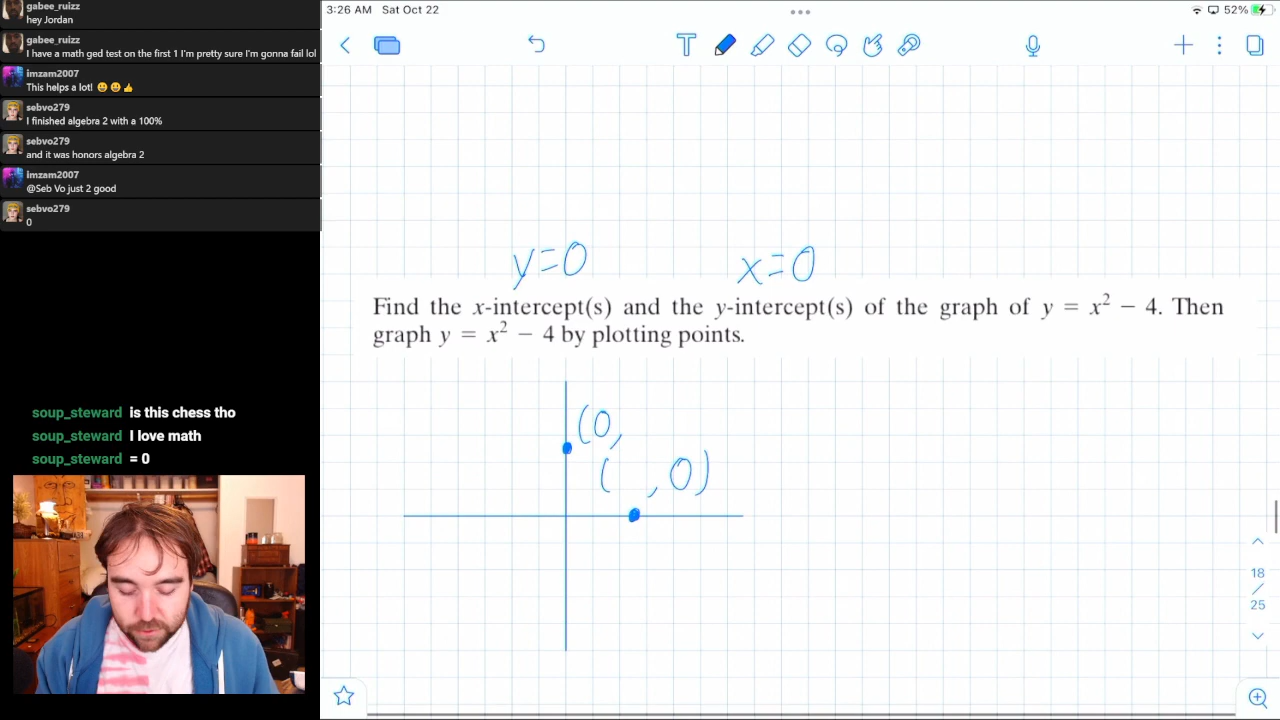 gabee_ruizz
hey Jordan
gabee_ruizz
I have a math ged test on the first 1 I'm pretty sure I'm gonna fail lol
imzam2007
This helps a lot! 😀😀👍
sebvo279
I finished algebra 2 with a 100%
sebvo279
and it was honors algebra 2
imzam2007
@Seb Vo just 2 good
sebvo279
0
soup_steward is this chess tho
soup_steward I love math
soup_steward = 0
3:26 AM Sat Oct 22
52%
T
y=0 x=0
Find the x-intercept(s) and the y-intercept(s) of the graph of y = x² − 4. Then
graph y = x² − 4 by plotting points.
(0,
( , 0)
18
/
25